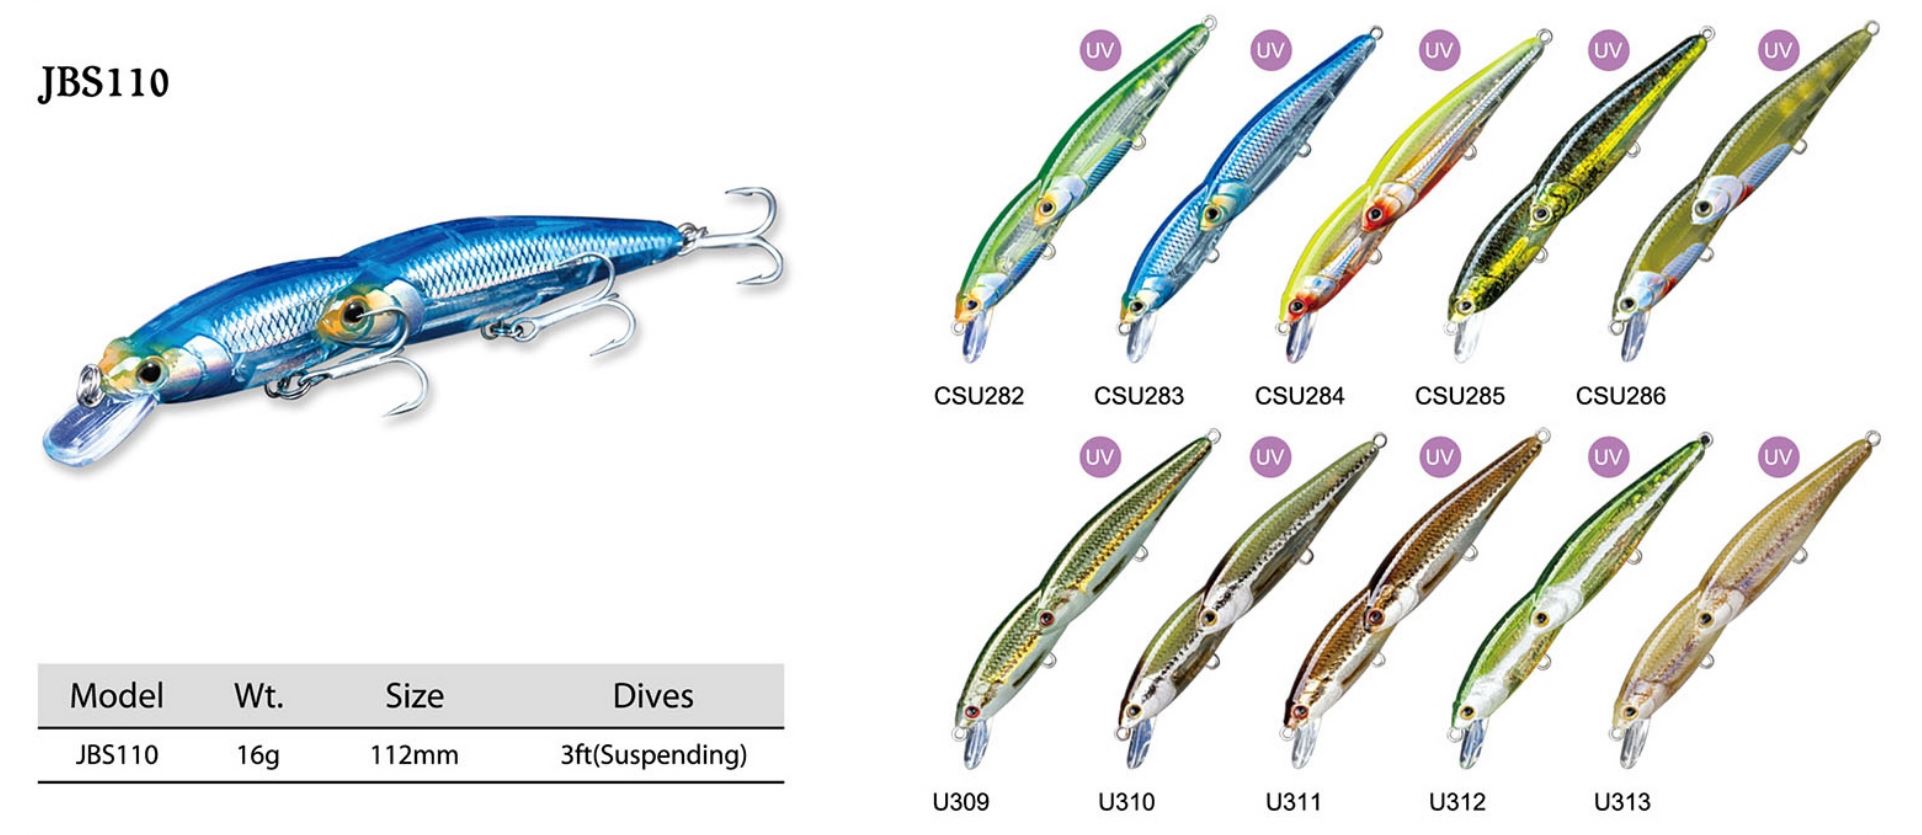 JBS110
Model Wt. Size Dives
JBS110 16g 112mm 3ft(Suspending)
UV UV UV UV UV
CSU282 CSU283 CSU284 CSU285 CSU286
UV UV UV UV UV
U309 U310 U311 U312 U313